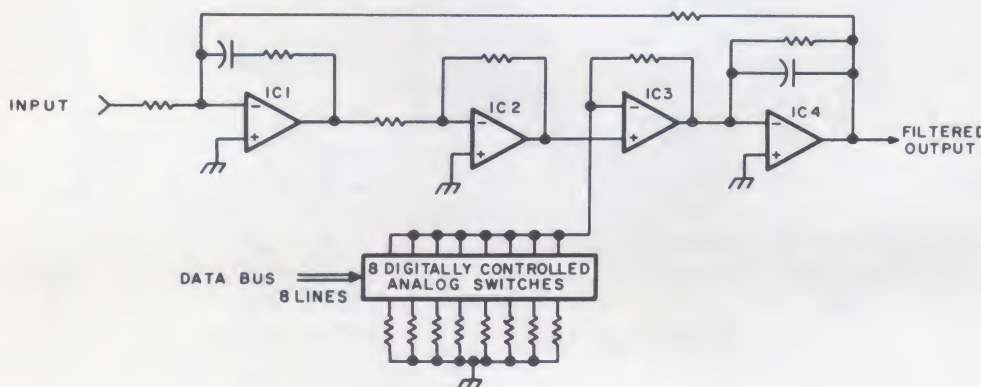 INPUT
IC1
-
+
IC2
-
+
IC3
-
+
IC4
-
+
FILTERED
OUTPUT
DATA BUS
8 LINES
8 DIGITALLY CONTROLLED
ANALOG SWITCHES